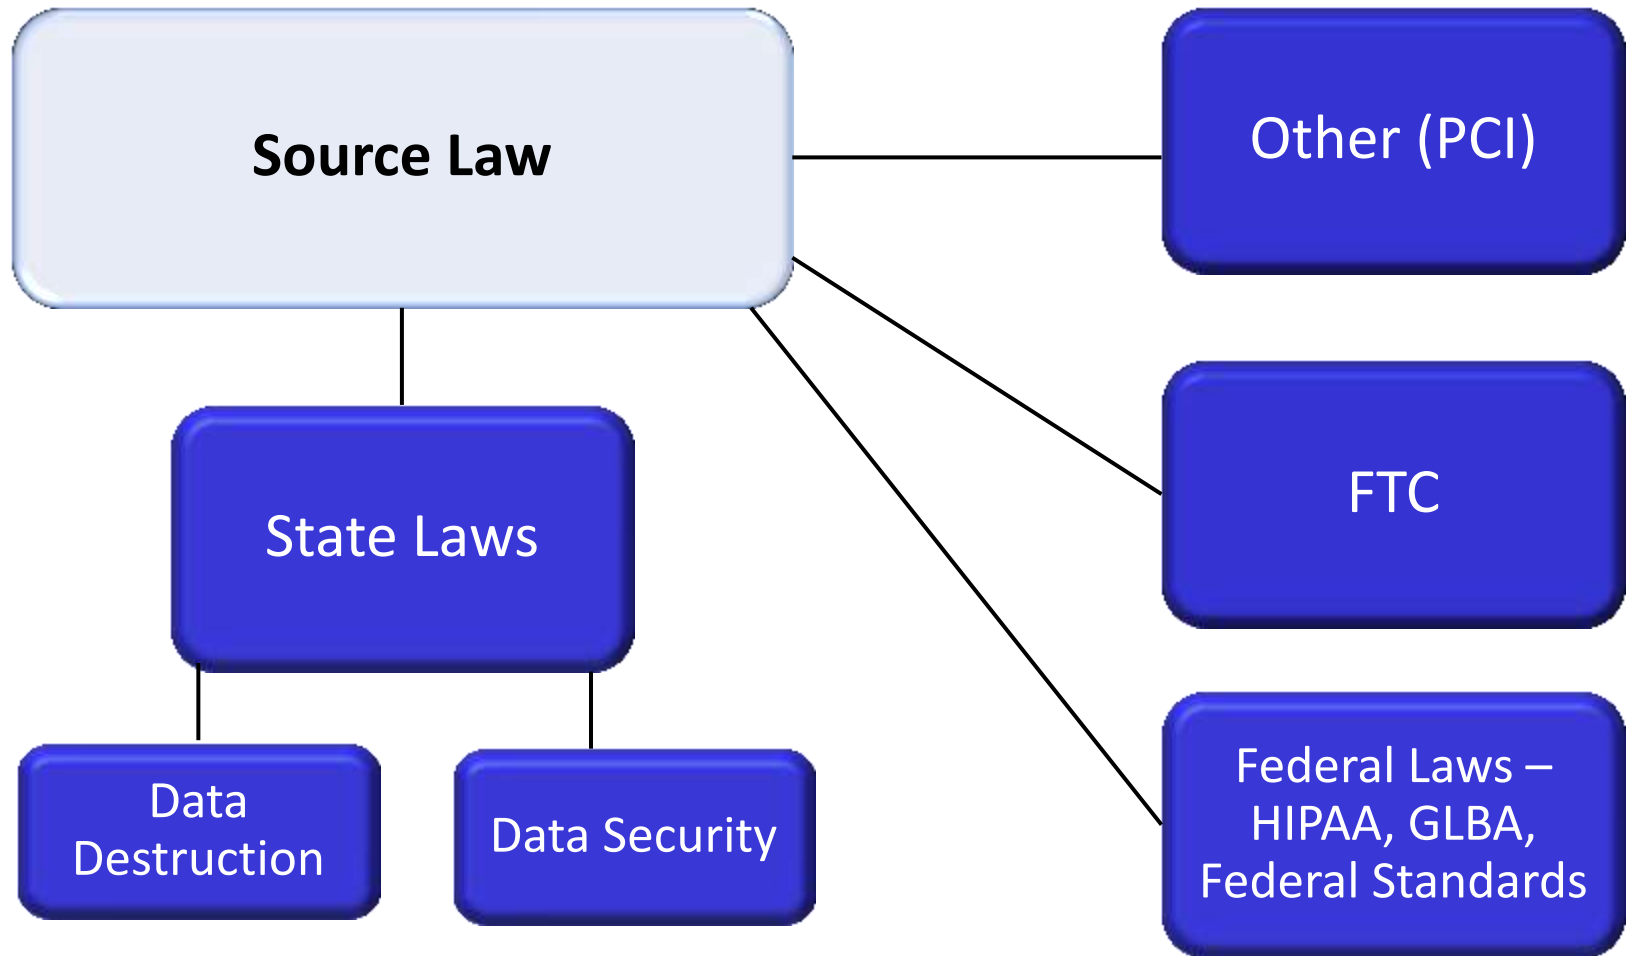 Source Law
Other (PCI)
FTC
State Laws
Federal Laws –
HIPAA, GLBA,
Federal Standards
Data
Destruction
Data Security